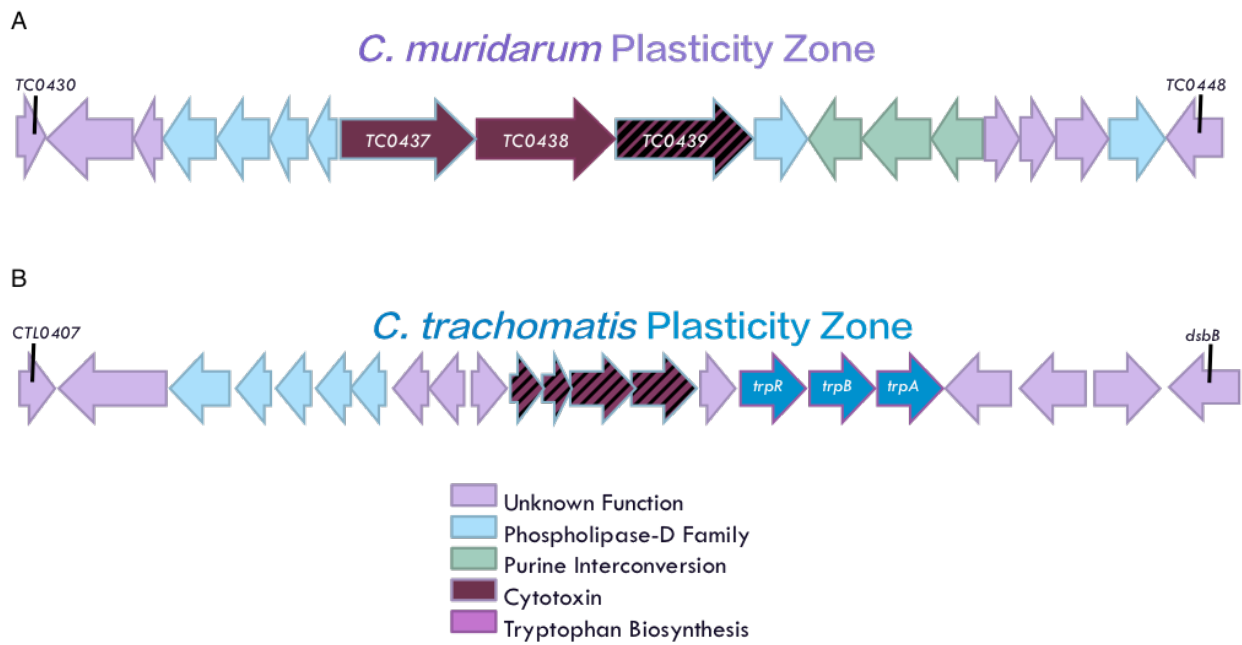 A
C. muridarum Plasticity Zone
TC0430
TC0448
TC0437
TC0438
TC0439
B
C. trachomatis Plasticity Zone
CTL0407
dsbB
trpR
trpB
trpA
Unknown Function
Phospholipase-D Family
Purine Interconversion
Cytotoxin
Tryptophan Biosynthesis